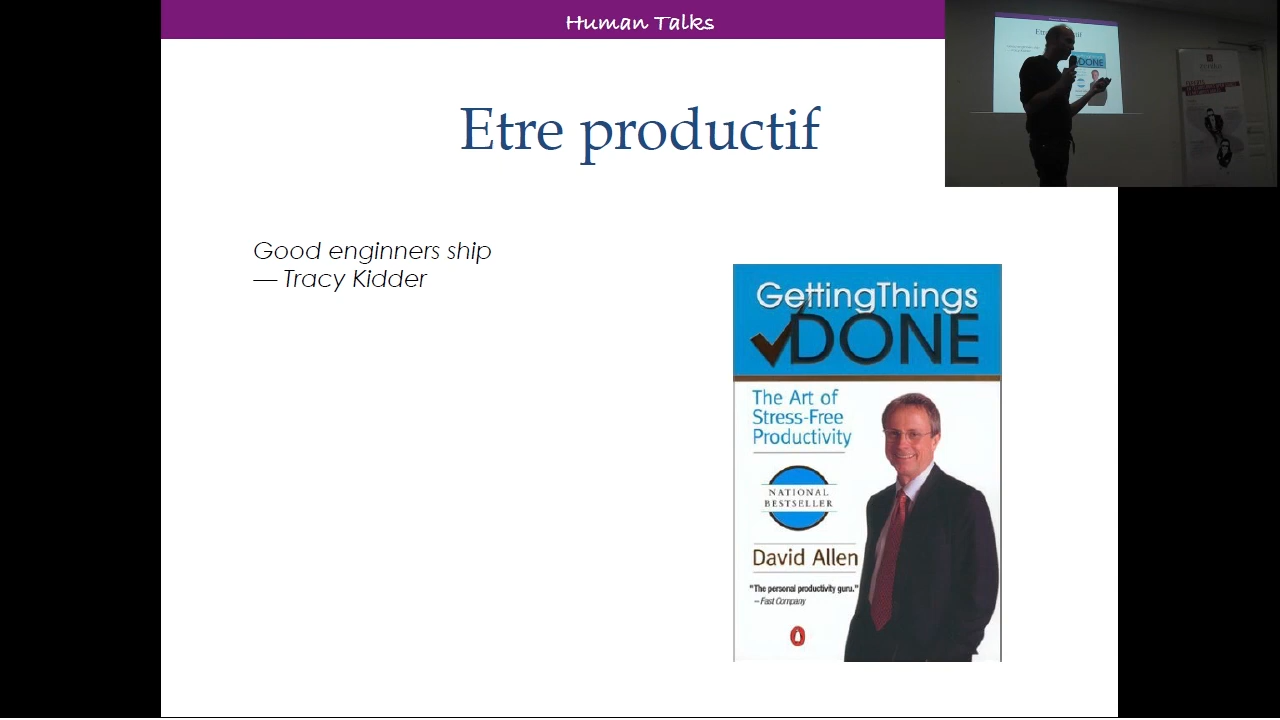 Human Talks
Etre productif
Good enginners ship
— Tracy Kidder
GettingThings
DONE
The Art of
Stress-Free
Productivity
NATIONAL
BESTSELLER
David Allen
"The personal productivity guru."
– Fast Company
DONE